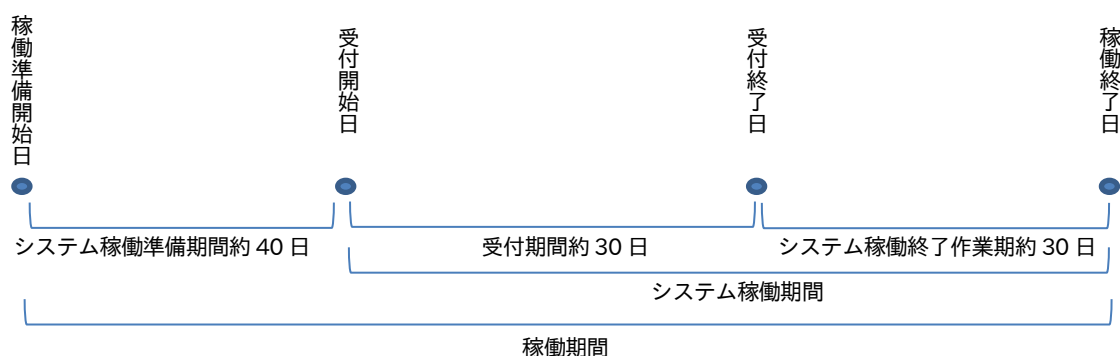 稼働準備開始日
受付開始日
受付終了日
稼働終了日
システム稼働準備期間約 40 日
受付期間約 30 日
システム稼働終了作業期約 30 日
システム稼働期間
稼働期間